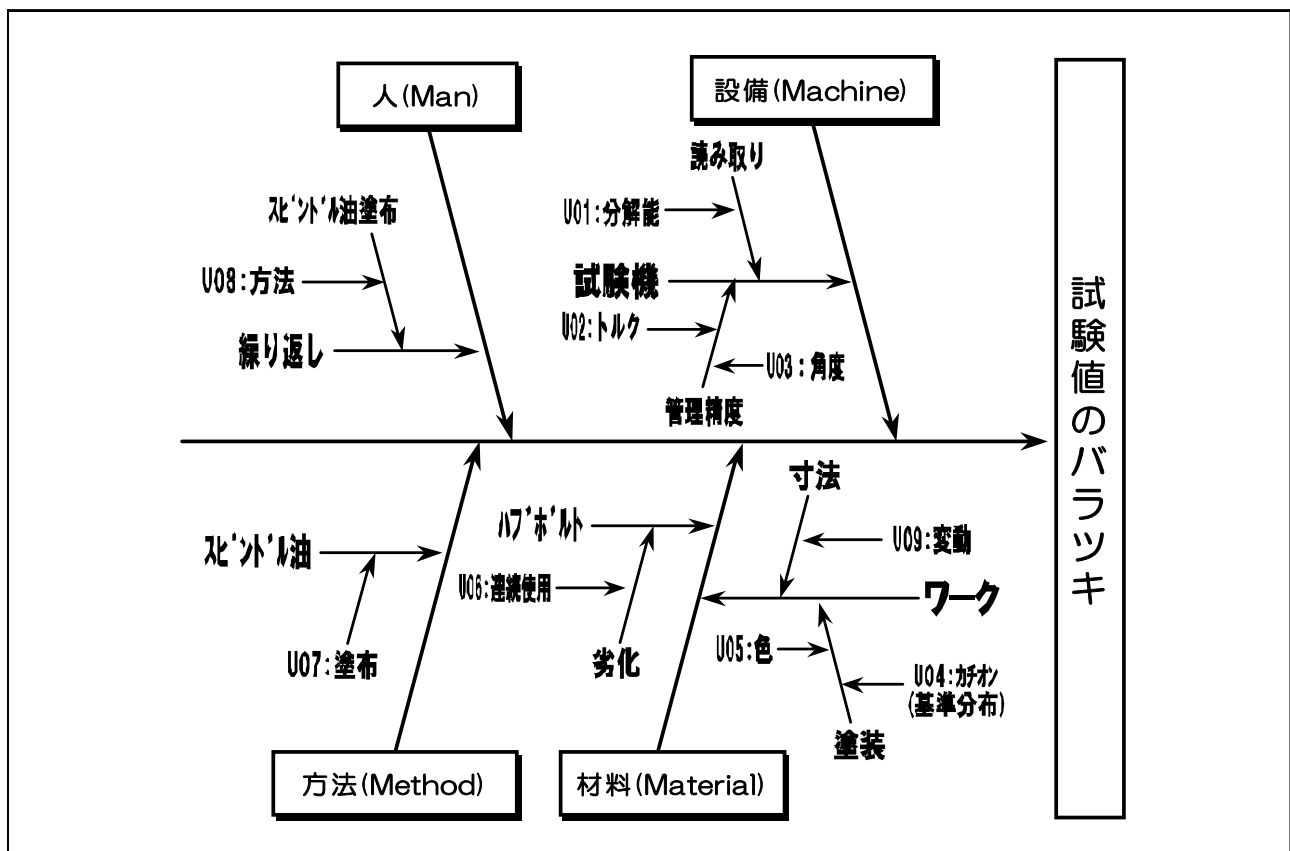 人(Man)
設備(Machine)
読み取り
スピンドル油塗布
U01:分解能
U08:方法
試験機
U02:トルク
繰り返し
U03:角度
管理精度
試験値のバラツキ
寸法
ハブボルト
U09:変動
スピンドル油
U06:連続使用
ワーク
U05:色
U07:塗布
劣化
U04:カチオン
(基準分布)
塗装
方法(Method)
材料(Material)